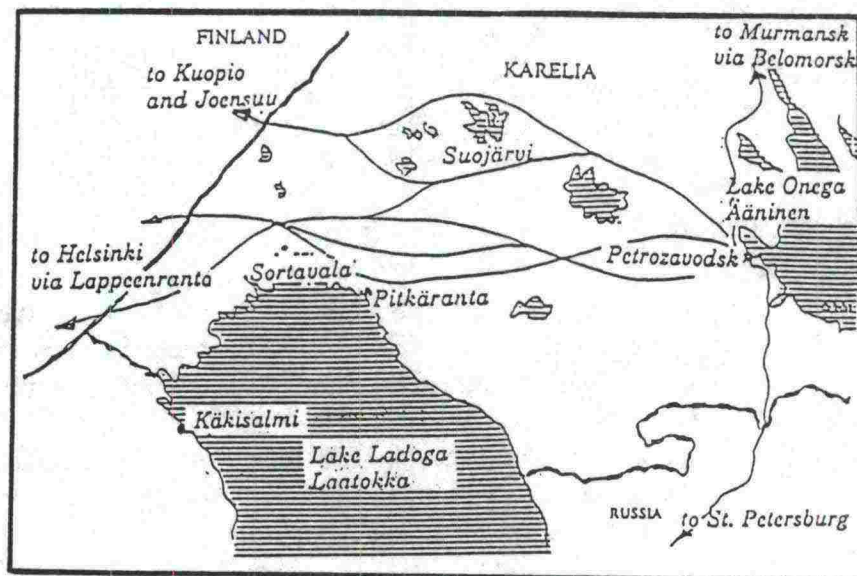 FINLAND
to Murmansk
via Belomorsk
to Kuopio
and Joensuu
KARELIA
Suojärvi
Lake Onega
Ääninen
to Helsinki
via Lappeenranta
Sortavala
Petrozavodsk
Pitkäranta
Käkisalmi
Lake Ladoga
Laatokka
RUSSIA
to St. Petersburg